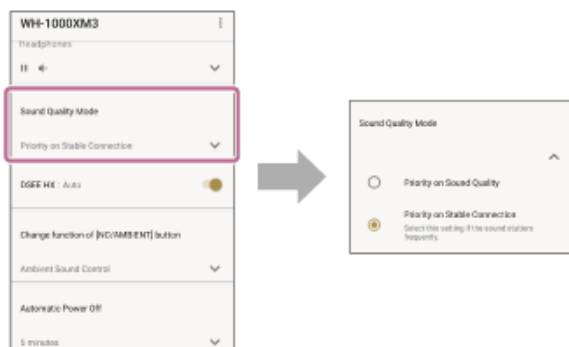 WH-1000XM3
Headphones
Sound Quality Mode
Priority on Stable Connection
DSEE HX : Auto
Change function of [NC/AMBIENT] button
Ambient Sound Control
Automatic Power Off
5 minutes
Sound Quality Mode
Priority on Sound Quality
Priority on Stable Connection
Select this setting if the sound stutters
frequently.